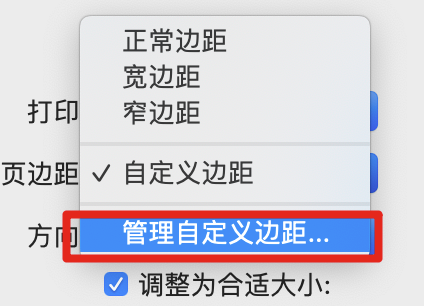 正常边距
宽边距
打印
窄边距
页边距
✓ 自定义边距
方向
管理自定义边距...
调整为合适大小: